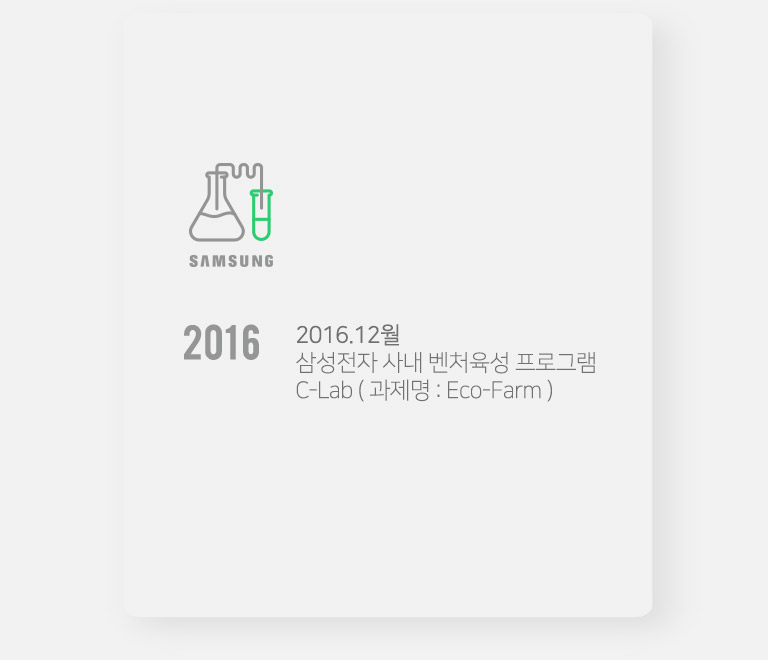 SAMSUNG
2016
2016.12월
삼성전자 사내 벤처육성 프로그램
C-Lab ( 과제명 : Eco-Farm )